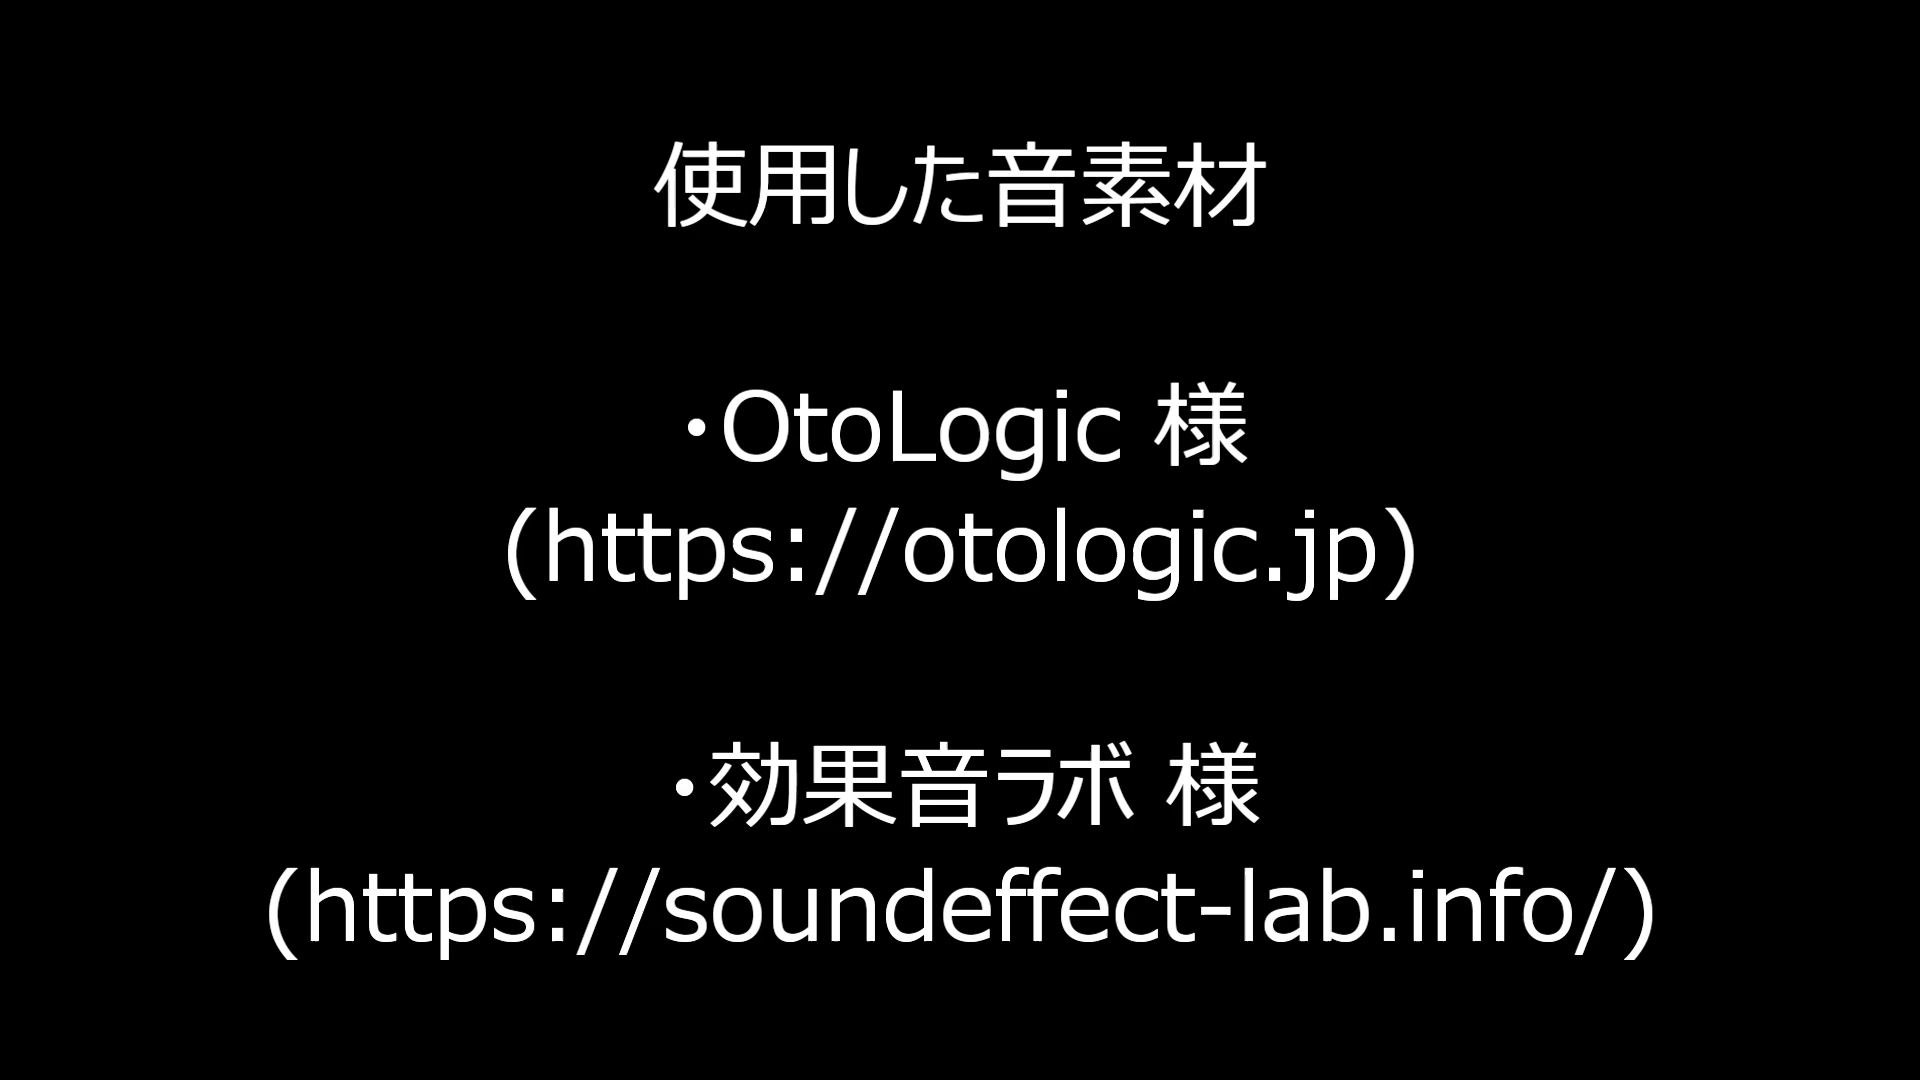 使用した音素材
・OtoLogic 様
(https://otologic.jp)
・効果音ラボ 様
(https://soundeffect-lab.info/)